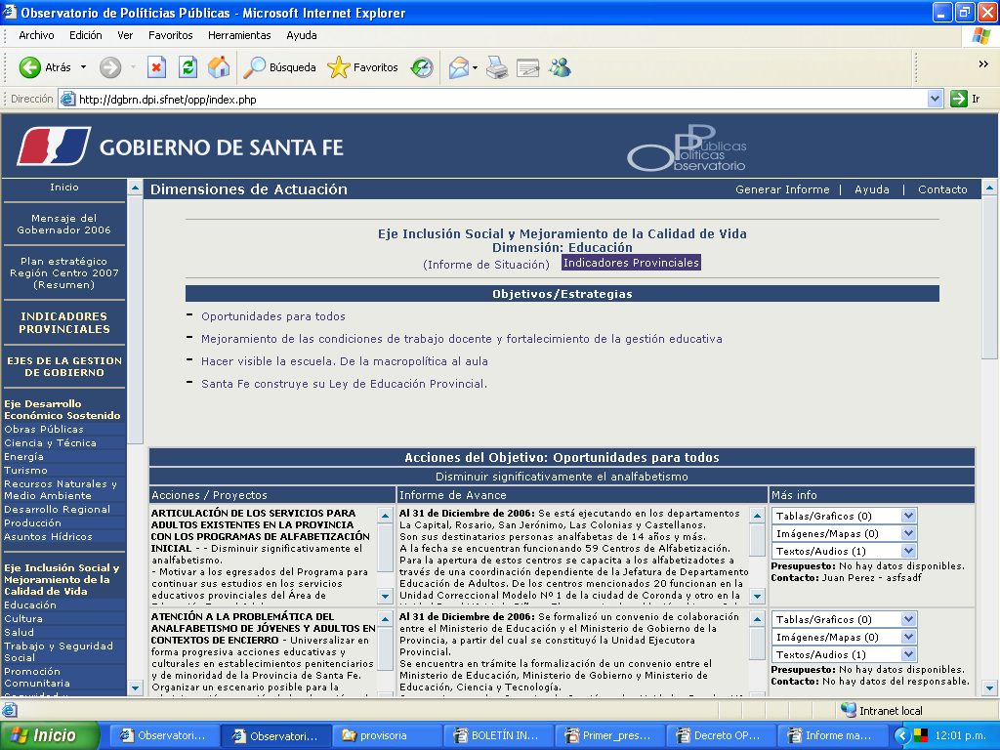 Observatorio de Polítícias Públicas - Microsoft Internet Explorer
Archivo Edición Ver Favoritos Herramientas Ayuda
Atrás Búsqueda Favoritos
Dirección http://dgbrn.dpi.sfnet/opp/index.php Ir
GOBIERNO DE SANTA FE
Públicas
Políticas
Observatorio
Inicio
Mensaje del
Gobernador 2006
Plan estratégico
Región Centro 2007
(Resumen)
INDICADORES
PROVINCIALES
EJES DE LA GESTION
DE GOBIERNO
Eje Desarrollo
Económico Sostenido
Obras Públicas
Ciencia y Técnica
Energía
Turismo
Recursos Naturales y
Medio Ambiente
Desarrollo Regional
Producción
Asuntos Hídricos
Eje Inclusión Social y
Mejoramiento de la
Calidad de Vida
Educación
Cultura
Salud
Trabajo y Seguridad
Social
Promoción
Comunitaria
Dimensiones de Actuación
Generar Informe | Ayuda | Contacto
Eje Inclusión Social y Mejoramiento de la Calidad de Vida
Dimensión: Educación
(Informe de Situación) Indicadores Provinciales
Objetivos/Estrategias
- Oportunidades para todos
- Mejoramiento de las condiciones de trabajo docente y fortalecimiento de la gestión educativa
- Hacer visible la escuela. De la macropolítica al aula
- Santa Fe construye su Ley de Educación Provincial.
Acciones del Objetivo: Oportunidades para todos
Disminuir significativamente el analfabetismo
Acciones / Proyectos Informe de Avance Más info
ARTICULACIÓN DE LOS SERVICIOS PARA
ADULTOS EXISTENTES EN LA PROVINCIA
CON LOS PROGRAMAS DE ALFABETIZACIÓN
INICIAL - - Disminuir significativamente el
analfabetismo.
- Motivar a los egresados del Programa para
continuar sus estudios en los servicios
educativos provinciales del Área de
Al 31 de Diciembre de 2006: Se está ejecutando en los departamentos
La Capital, Rosario, San Jerónimo, Las Colonias y Castellanos.
Son sus destinatarios personas analfabetas de 14 años y más.
A la fecha se encuentran funcionando 59 Centros de Alfabetización.
Para la apertura de estos centros se capacita a los alfabetizadotes a
través de una coordinación dependiente de la Jefatura de Departamento
Educación de Adultos. De los centros mencionados 20 funcionan en la
Unidad Correccional Modelo Nº 1 de la ciudad de Coronda y otro en la
Tablas/Graficos (0)
Imágenes/Mapas (0)
Textos/Audios (1)
Presupuesto: No hay datos disponibles.
Contacto: Juan Perez - asfsadf
ATENCIÓN A LA PROBLEMÁTICA DEL
ANALFABETISMO DE JÓVENES Y ADULTOS EN
CONTEXTOS DE ENCIERRO - Universalizar en
forma progresiva acciones educativas y
culturales en establecimientos penitenciarios
y de minoridad de la Provincia de Santa Fe.
Organizar un escenario posible para la
Al 31 de Diciembre de 2006: Se formalizó un convenio de colaboración
entre el Ministerio de Educación y el Ministerio de Gobierno de la
Provincia, a partir del cual se constituyó la Unidad Ejecutora
Provincial.
Se encuentra en trámite la formalización de un convenio entre el
Ministerio de Educación, Ministerio de Gobierno y Ministerio de
Educación, Ciencia y Tecnología.
Tablas/Graficos (0)
Imágenes/Mapas (0)
Textos/Audios (1)
Presupuesto: No hay datos disponibles.
Contacto: No hay datos del responsable.
Intranet local
Inicio Observatori... Observatori... provisoria BOLETÍN IN... Primer_pres... Decreto OP... Informe ma... 12:01 p.m.